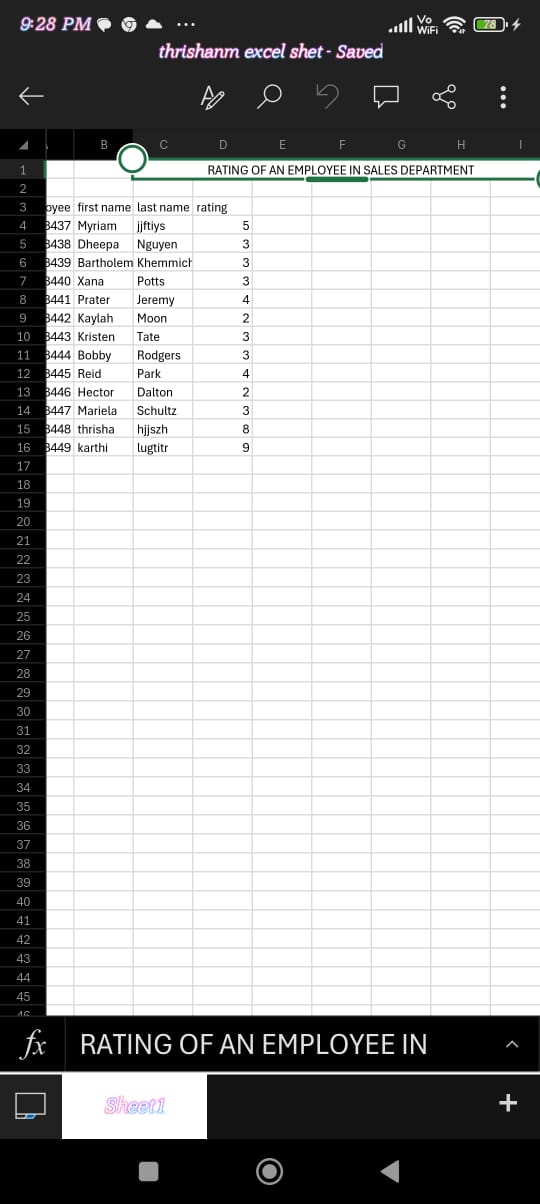 9:28 PM ... Vo WiFi 78
thrishanm excel shet - Saved
A B C D E F G H I
1 RATING OF AN EMPLOYEE IN SALES DEPARTMENT
2
3 oyee first name last name rating
4 3437 Myriam jjftiys 5
5 3438 Dheepa Nguyen 3
6 3439 Bartholem Khemmich 3
7 3440 Xana Potts 3
8 3441 Prater Jeremy 4
9 3442 Kaylah Moon 2
10 3443 Kristen Tate 3
11 3444 Bobby Rodgers 3
12 3445 Reid Park 4
13 3446 Hector Dalton 2
14 3447 Mariela Schultz 3
15 3448 thrisha hjjszh 8
16 3449 karthi lugtitr 9
17
18
19
20
21
22
23
24
25
26
27
28
29
30
31
32
33
34
35
36
37
38
39
40
41
42
43
44
45
46
fx RATING OF AN EMPLOYEE IN
Sheet1 +